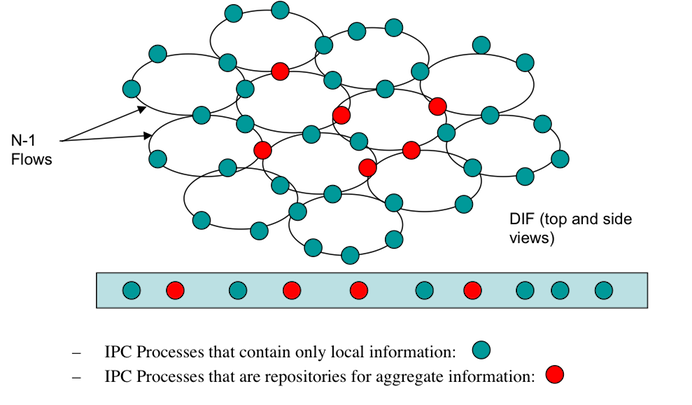 N-1
Flows
DIF (top and side
views)
– IPC Processes that contain only local information:
– IPC Processes that are repositories for aggregate information: